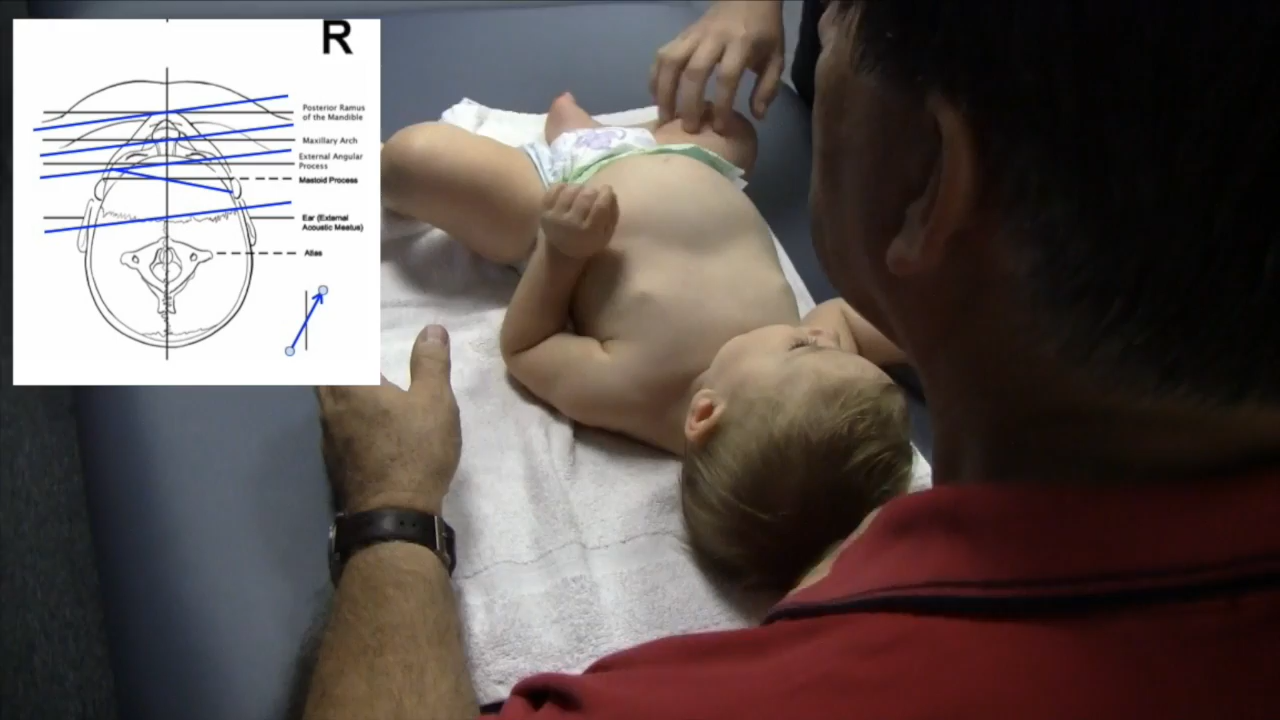 R
Posterior Ramus
of the Mandible
Maxillary Arch
External Angular
Process
Mastoid Process
Ear (External
Acoustic Meatus)
Atlas